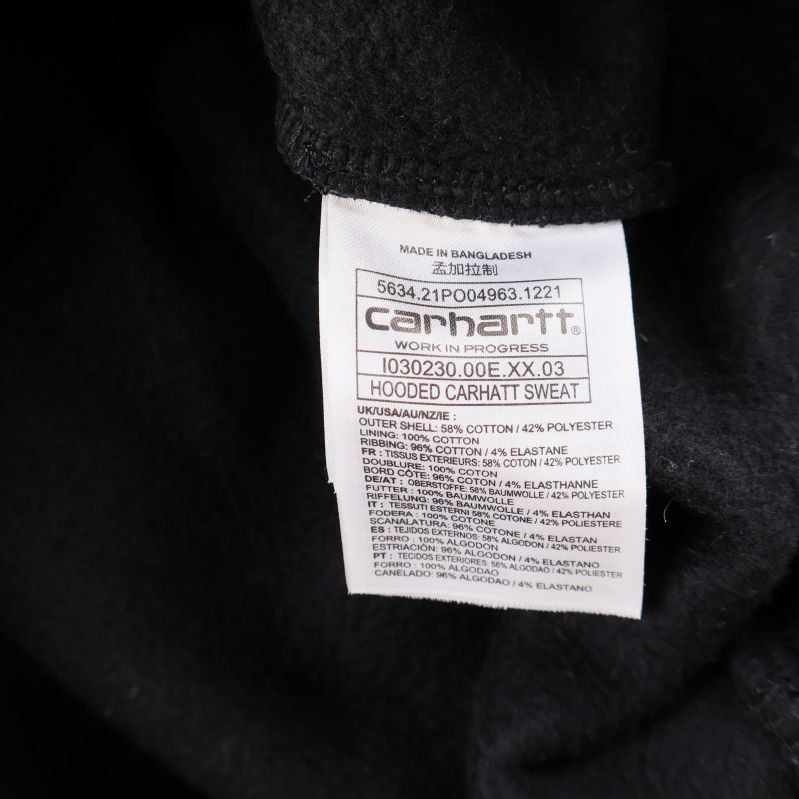 MADE IN BANGLADESH
孟加拉制
5634.21PO04963.1221
carhartt®
WORK IN PROGRESS
I030230.00E.XX.03
HOODED CARHATT SWEAT
UK/USA/AU/NZ/IE :
OUTER SHELL: 58% COTTON / 42% POLYESTER
LINING: 100% COTTON
RIBBING: 96% COTTON / 4% ELASTANE
FR : TISSUS EXTERIEURS: 58% COTON / 42% POLYESTER
DOUBLURE: 100% COTON
BORD CÔTE: 96% COTON / 4% ELASTHANNE
DE/AT : OBERSTOFFE: 58% BAUMWOLLE / 42% POLYESTER
FUTTER : 100% BAUMWOLLE
RIFFELUNG: 96% BAUMWOLLE / 4% ELASTHAN
IT : TESSUTI ESTERNI 58% COTONE / 42% POLIESTERE
FODERA : 100% COTONE
SCANALATURA: 96% COTONE / 4% ELASTAN
ES : TEJIDOS EXTERNOS: 58% ALGODON / 42% POLIESTER
FORRO : 100% ALGODON
ESTRIACIÓN: 96% ALGODON / 4% ELASTANO
PT : TECIDOS EXTERIORES: 58% ALGODAO / 42% POLIESTER
FORRO : 100% ALGODAO
CANELADO: 96% ALGODAO / 4% ELASTANO